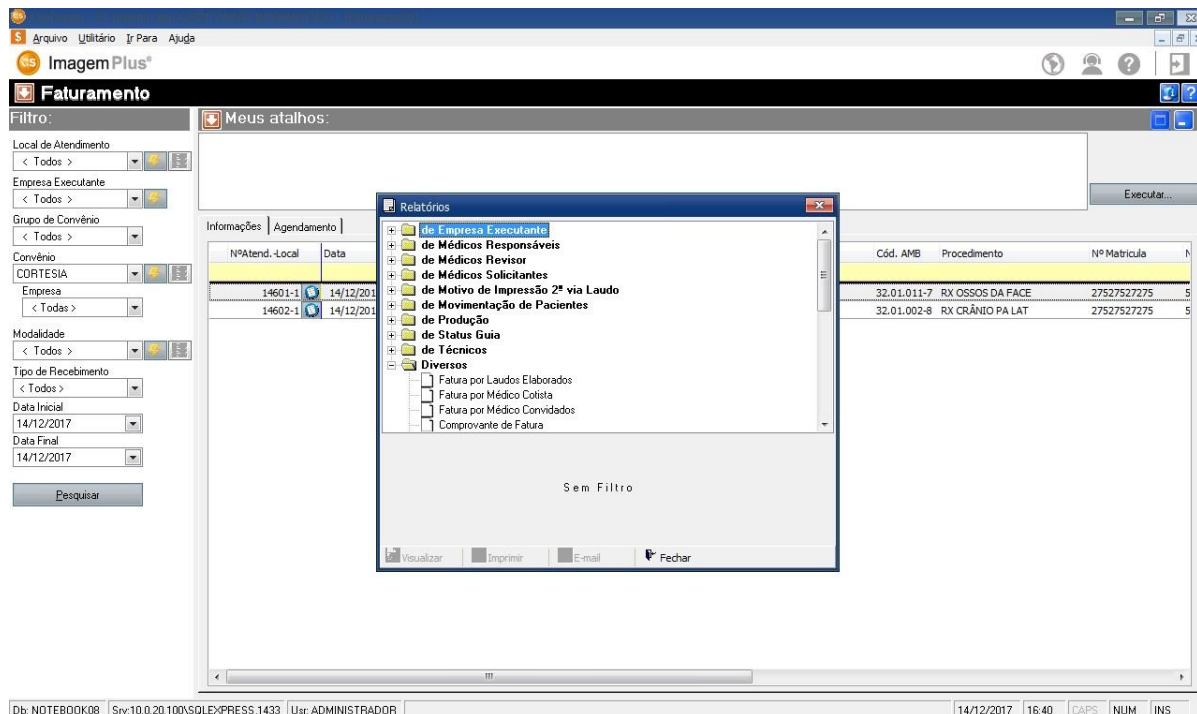 Arquivo Utilitário Ir Para Ajuda
ImagemPlus®
Faturamento
Filtro:
Meus atalhos:
Local de Atendimento
< Todos >
Empresa Executante
< Todos >
Executar...
Grupo de Convênio
< Todos >
Convênio
CORTESIA
Empresa
< Todas >
Modalidade
< Todos >
Tipo de Recebimento
< Todos >
Data Inicial
14/12/2017
Data Final
14/12/2017
Pesquisar
Informações Agendamento
NºAtend.-Local Data Cód. AMB Procedimento Nº Matricula N
14601-1 14/12/201 32.01.011-7 RX OSSOS DA FACE 27527527275 5
14602-1 14/12/201 32.01.002-8 RX CRÂNIO PA LAT 27527527275 5
Relatórios
de Empresa Executante
de Médicos Responsáveis
de Médicos Revisor
de Médicos Solicitantes
de Motivo de Impressão 2ª via Laudo
de Movimentação de Pacientes
de Produção
de Status Guia
de Técnicos
Diversos
Fatura por Laudos Elaborados
Fatura por Médico Cotista
Fatura por Médico Convidados
Comprovante de Fatura
Sem Filtro
Visualizar Imprimir E-mail Fechar
Db: NOTEBOOK08 Srv:10.0.20.100\SQLEXPRESS,1433 Usr: ADMINISTRADOR 14/12/2017 16:40 CAPS NUM INS